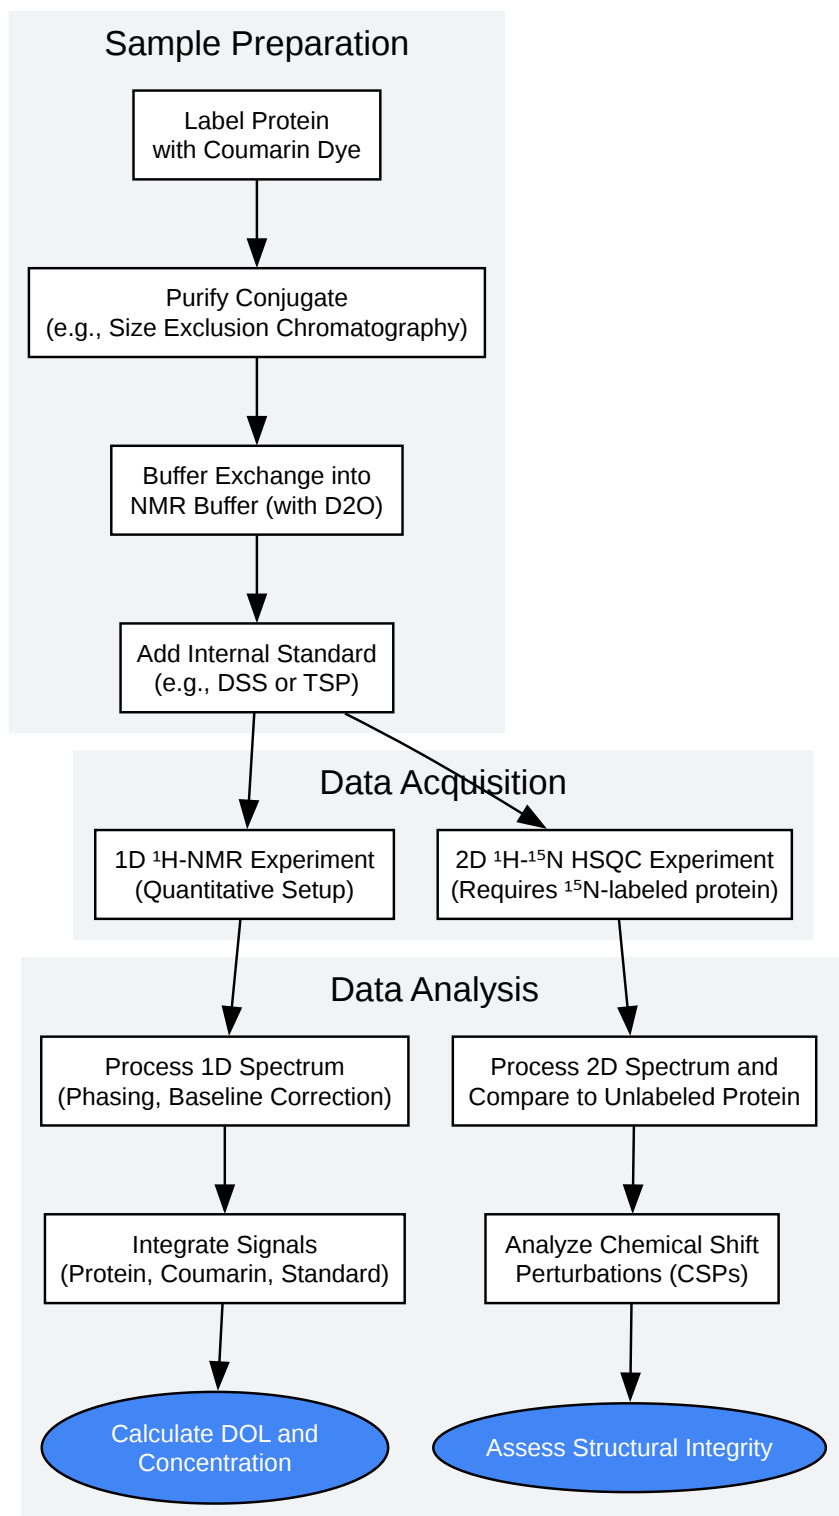 Sample Preparation
Label Protein
with Coumarin Dye
Purify Conjugate
(e.g., Size Exclusion Chromatography)
Buffer Exchange into
NMR Buffer (with D2O)
Add Internal Standard
(e.g., DSS or TSP)
Data Acquisition
1D ¹H-NMR Experiment
(Quantitative Setup)
2D ¹H-¹⁵N HSQC Experiment
(Requires ¹⁵N-labeled protein)
Data Analysis
Process 1D Spectrum
(Phasing, Baseline Correction)
Process 2D Spectrum and
Compare to Unlabeled Protein
Integrate Signals
(Protein, Coumarin, Standard)
Analyze Chemical Shift
Perturbations (CSPs)
Calculate DOL and
Concentration
Assess Structural Integrity